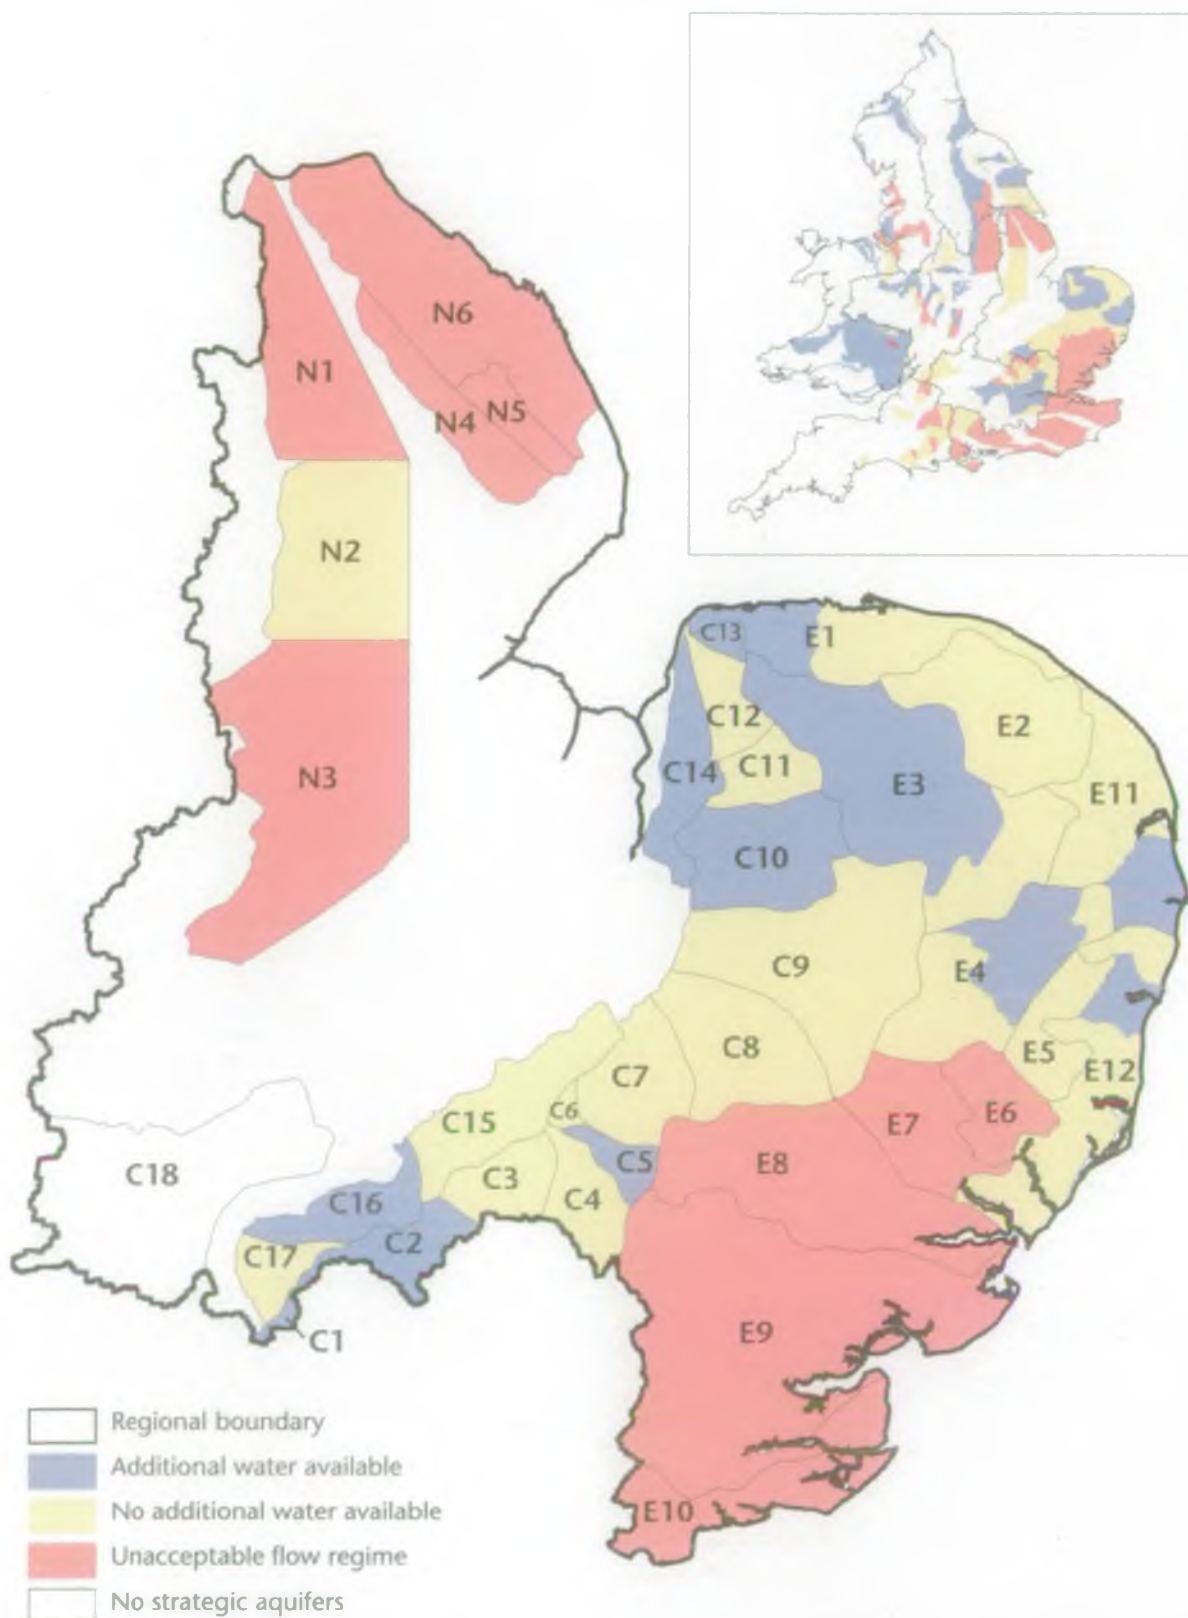 N6
N1
N5
N4
N2
C13
E1
C12
E2
N3
C14
C11
E3
E11
C10
C9
E4
C8
E5
C7
E12
C6
E6
C15
E7
C18
C5
E8
C3
C4
C16
C2
C17
C1
E9
E10
Regional boundary
Additional water available
No additional water available
Unacceptable flow regime
No strategic aquifers